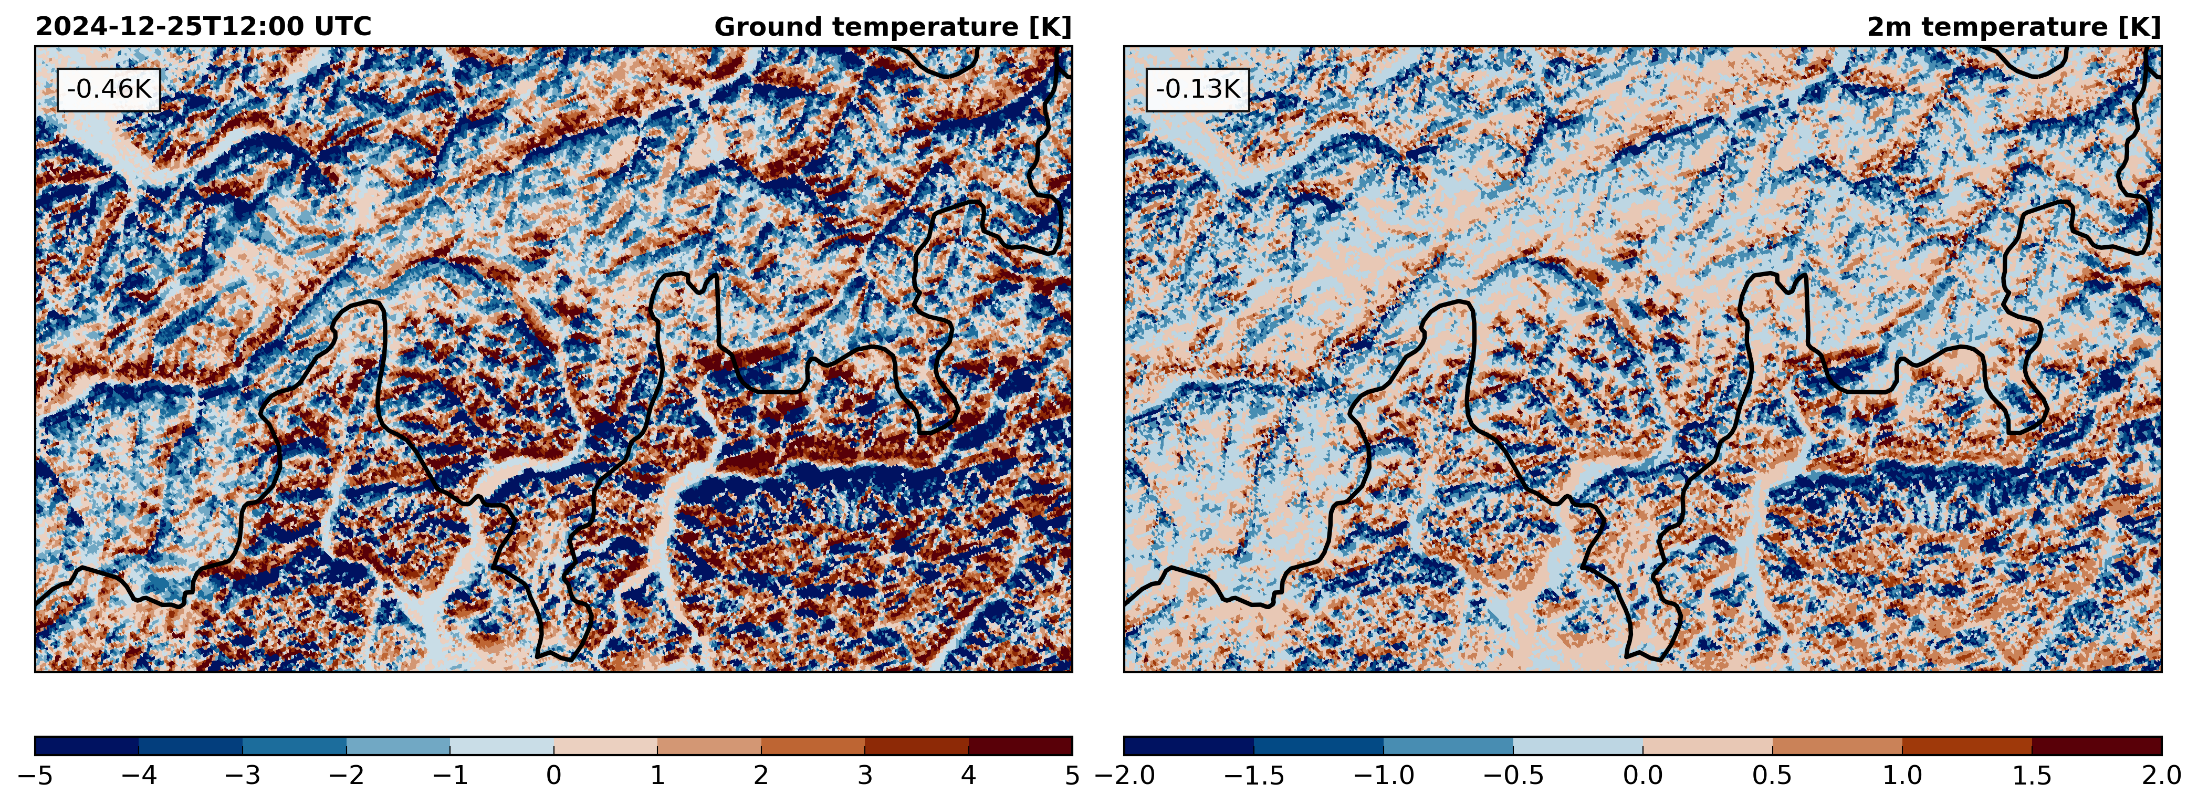 2024-12-25T12:00 UTC Ground temperature [K] 2m temperature [K]
-0.46K -0.13K
−5 −4 −3 −2 −1 0 1 2 3 4 5 −2.0 −1.5 −1.0 −0.5 0.0 0.5 1.0 1.5 2.0